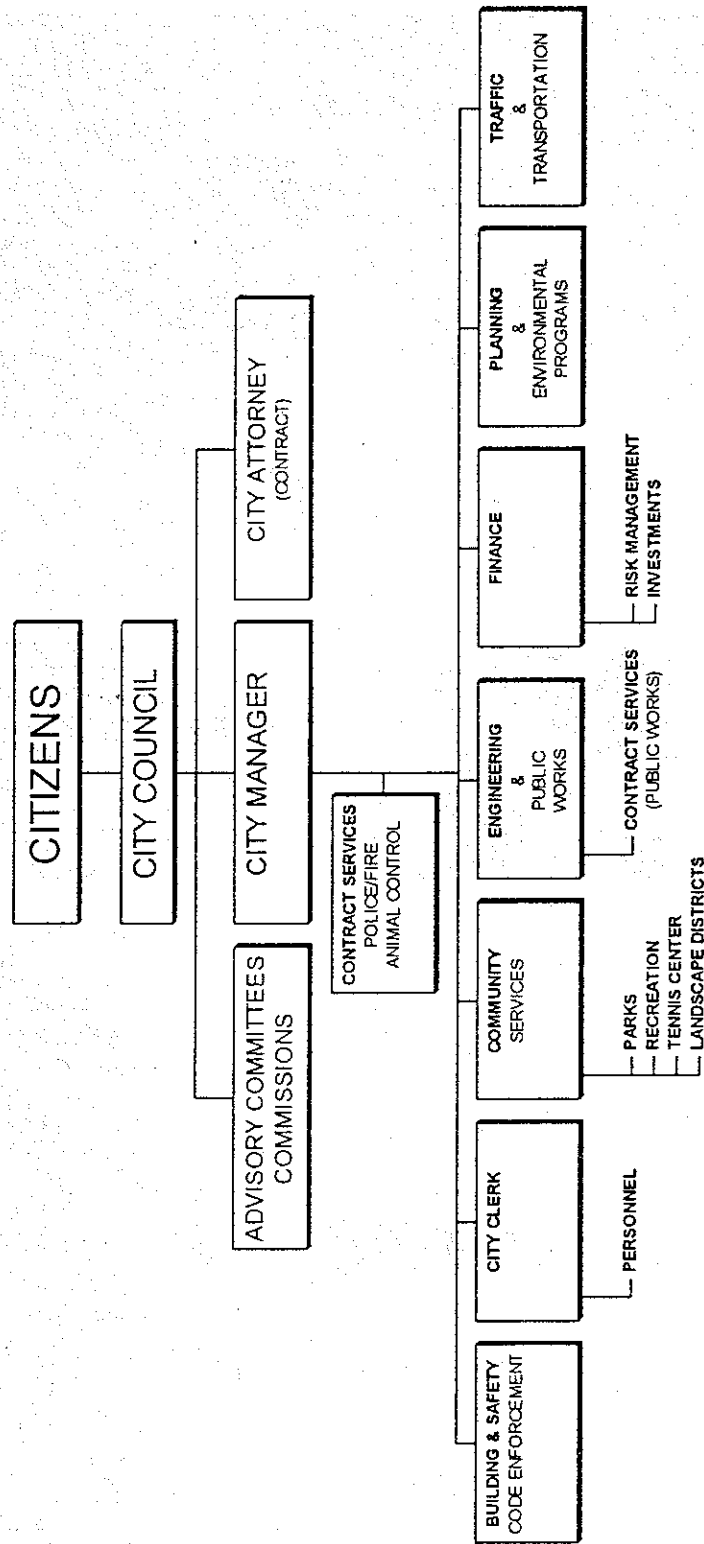 CITIZENS
CITY COUNCIL
ADVISORY COMMITTEES
COMMISSIONS
CITY MANAGER
CITY ATTORNEY
(CONTRACT)
CONTRACT SERVICES
POLICE/FIRE
ANIMAL CONTROL
BUILDING & SAFETY
CODE ENFORCEMENT
CITY CLERK
PERSONNEL
COMMUNITY
SERVICES
PARKS
RECREATION
TENNIS CENTER
LANDSCAPE DISTRICTS
ENGINEERING
&
PUBLIC
WORKS
CONTRACT SERVICES
(PUBLIC WORKS)
FINANCE
RISK MANAGEMENT
INVESTMENTS
PLANNING
&
ENVIRONMENTAL
PROGRAMS
TRAFFIC
&
TRANSPORTATION